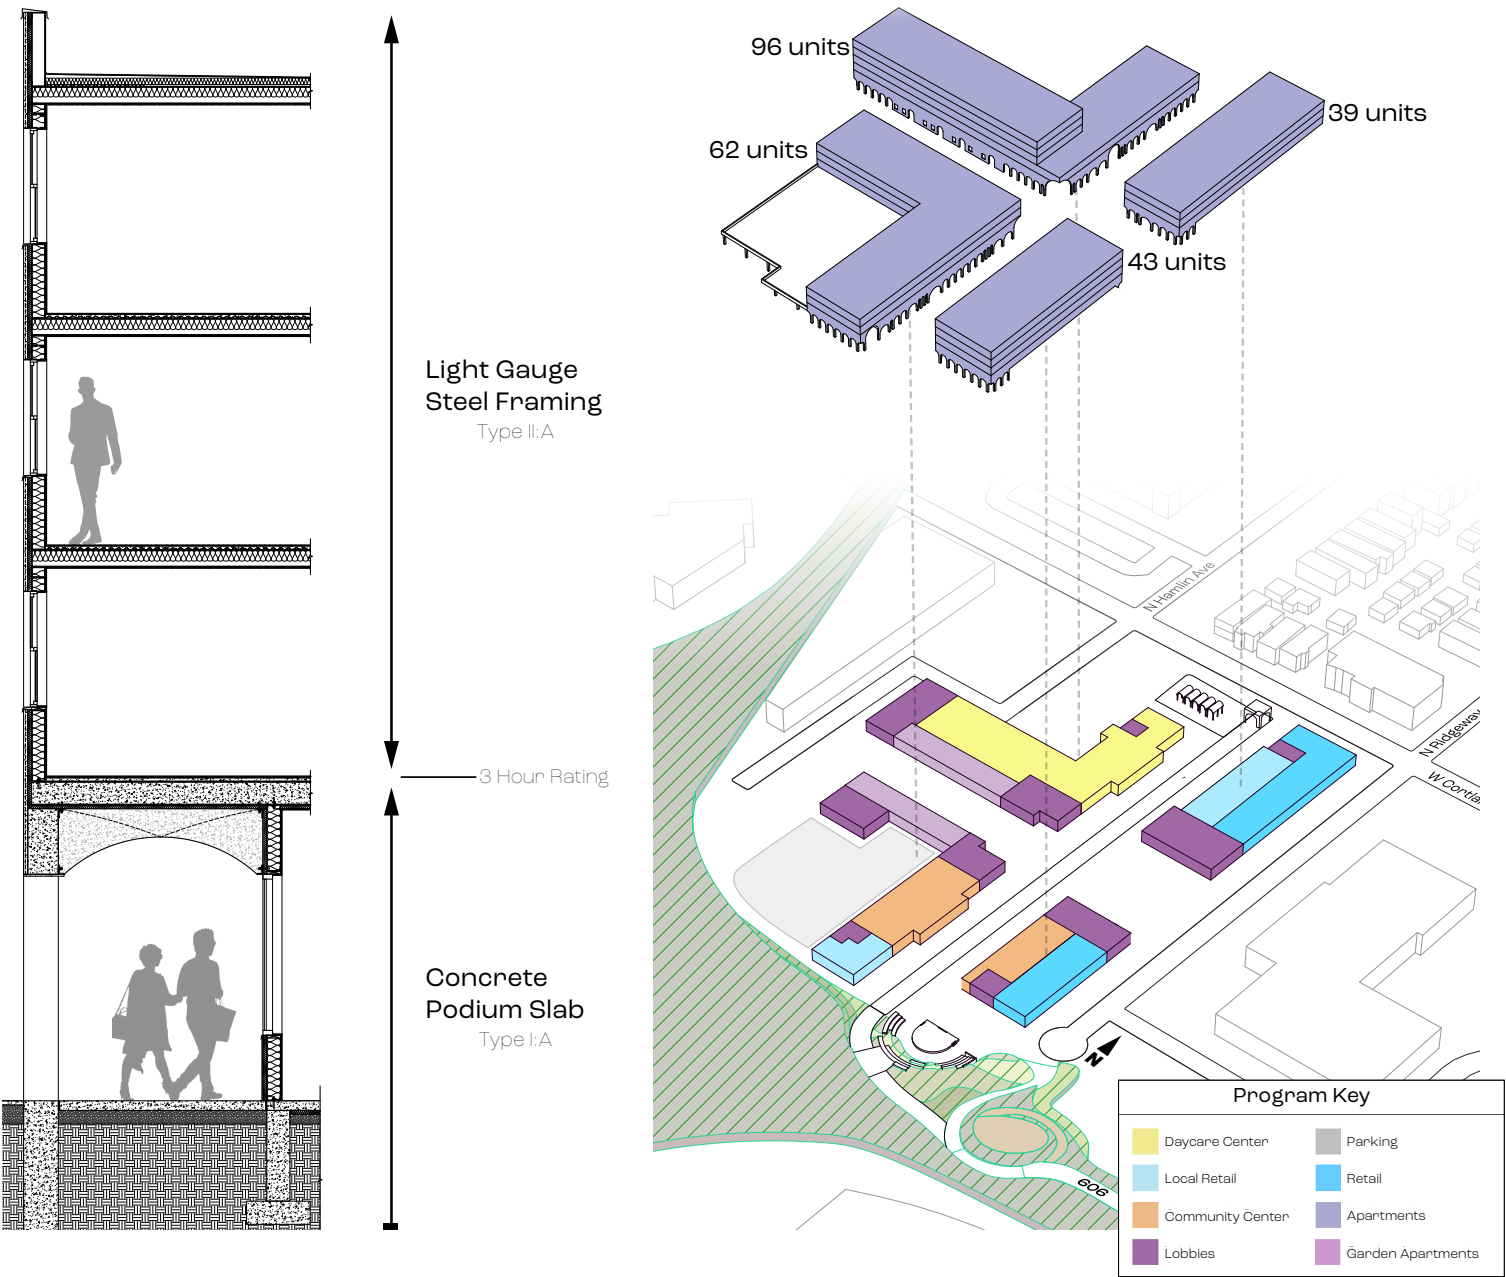 96 units
39 units
62 units
43 units
Light Gauge
Steel Framing
Type II:A
3 Hour Rating
Concrete
Podium Slab
Type I:A
N Hamlin Ave
N Ridgeway
W Cortla
N
606
Program Key
Daycare Center
Parking
Local Retail
Retail
Community Center
Apartments
Lobbies
Garden Apartments